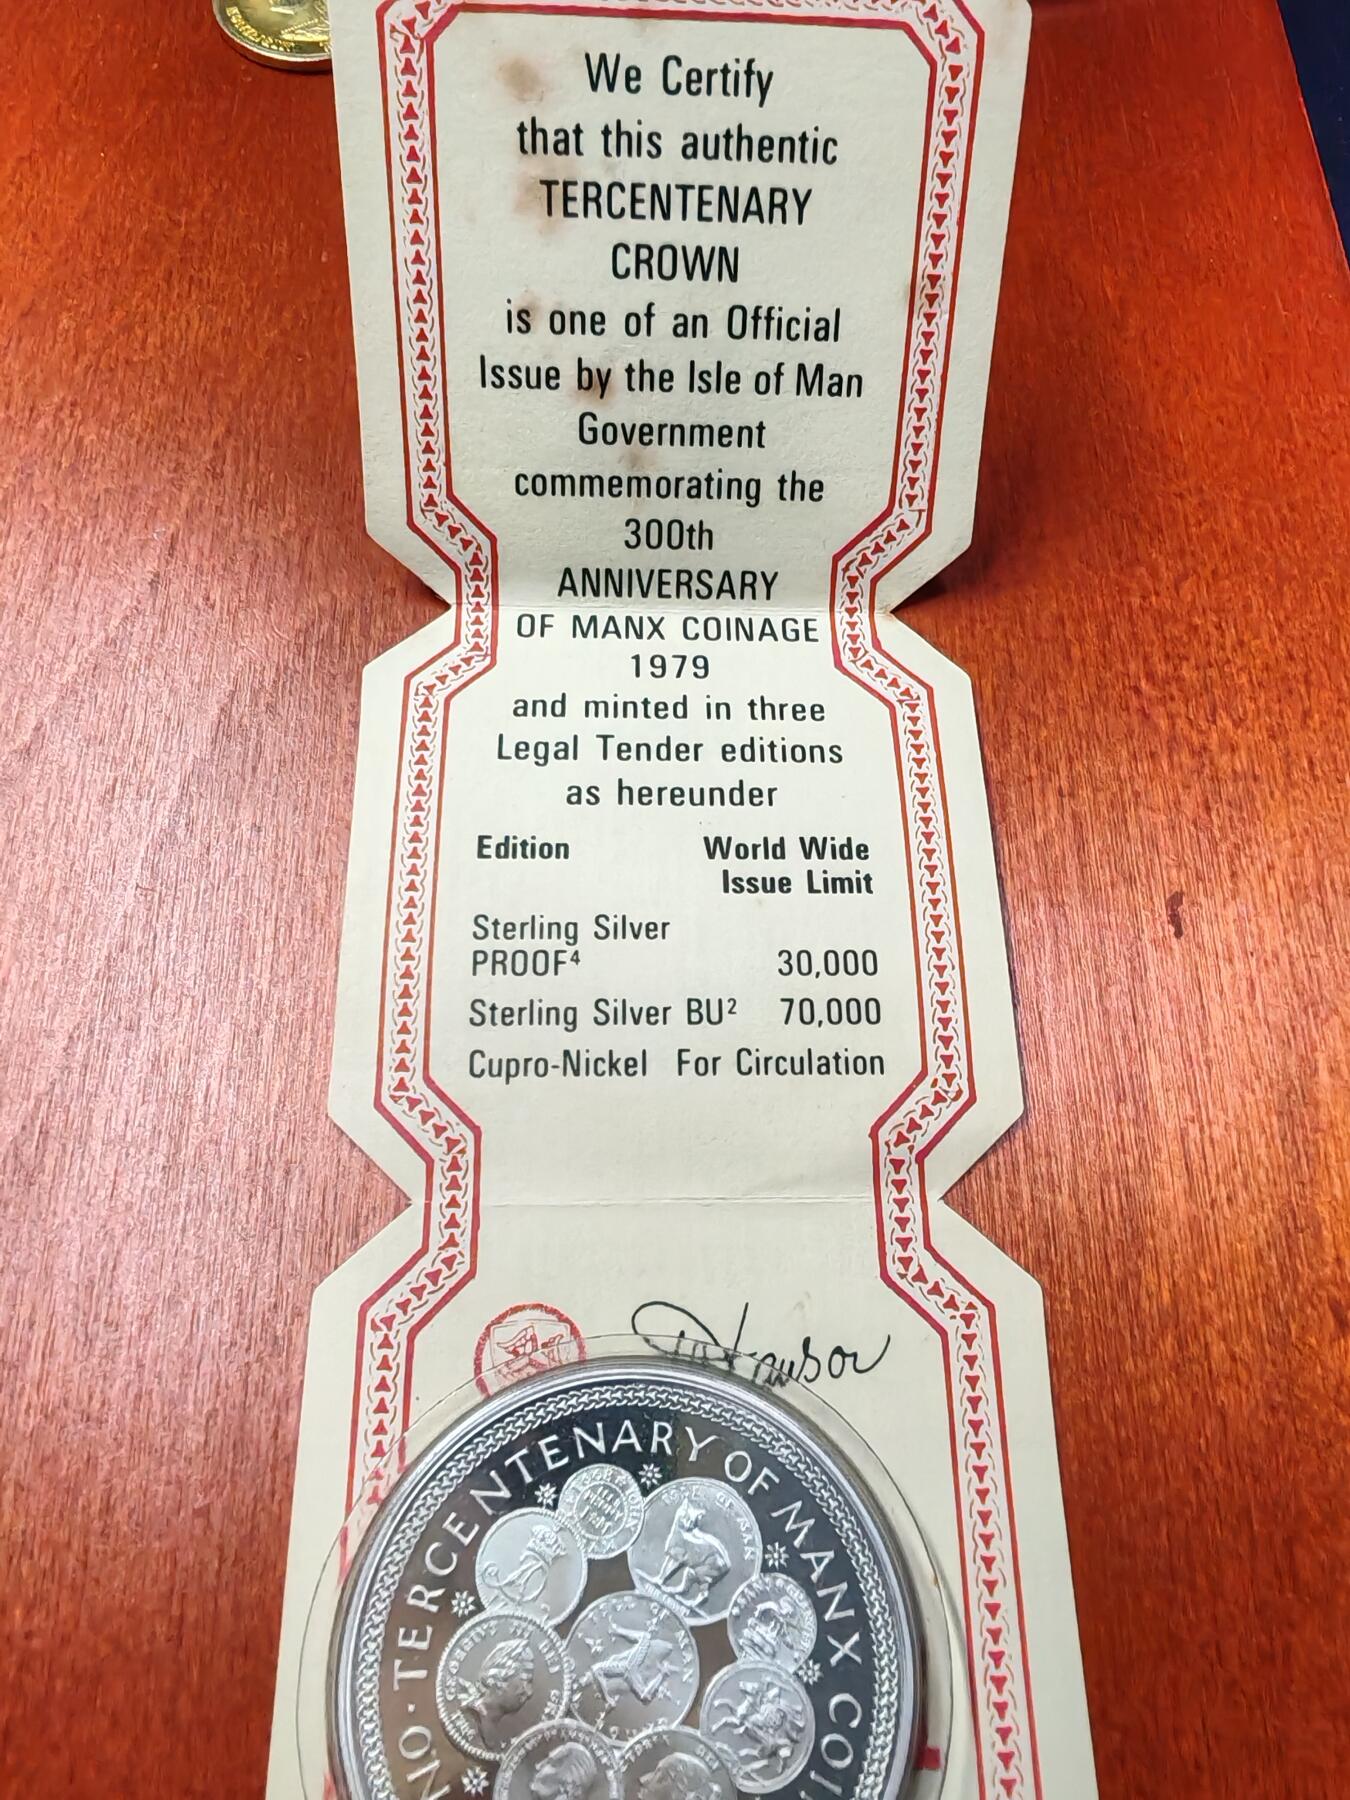 We Certify
that this authentic
TERCENTENARY
CROWN
is one of an Official
Issue by the Isle of Man
Government
commemorating the
300th
ANNIVERSARY
OF MANX COINAGE
1979
and minted in three
Legal Tender editions
as hereunder
Edition World Wide
Issue Limit
Sterling Silver
PROOF⁴ 30,000
Sterling Silver BU² 70,000
Cupro-Nickel For Circulation
TERCENTENARY OF MANX